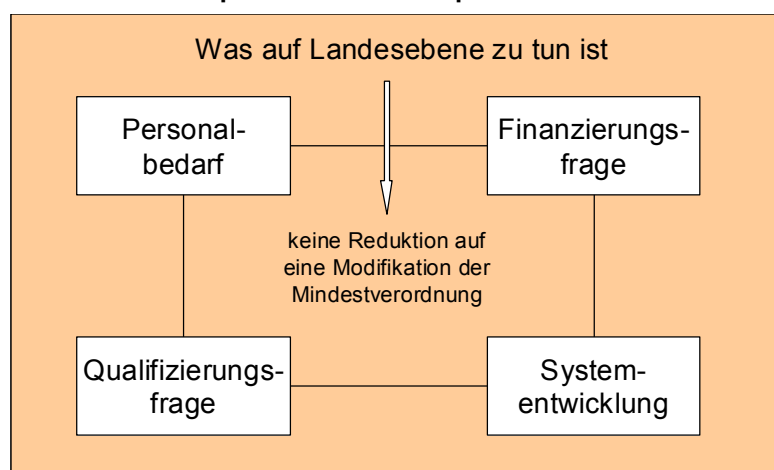 Was auf Landesebene zu tun ist
Personal-
bedarf
Finanzierungs-
frage
keine Reduktion auf
eine Modifikation der
Mindestverordnung
Qualifizierungs-
frage
System-
entwicklung